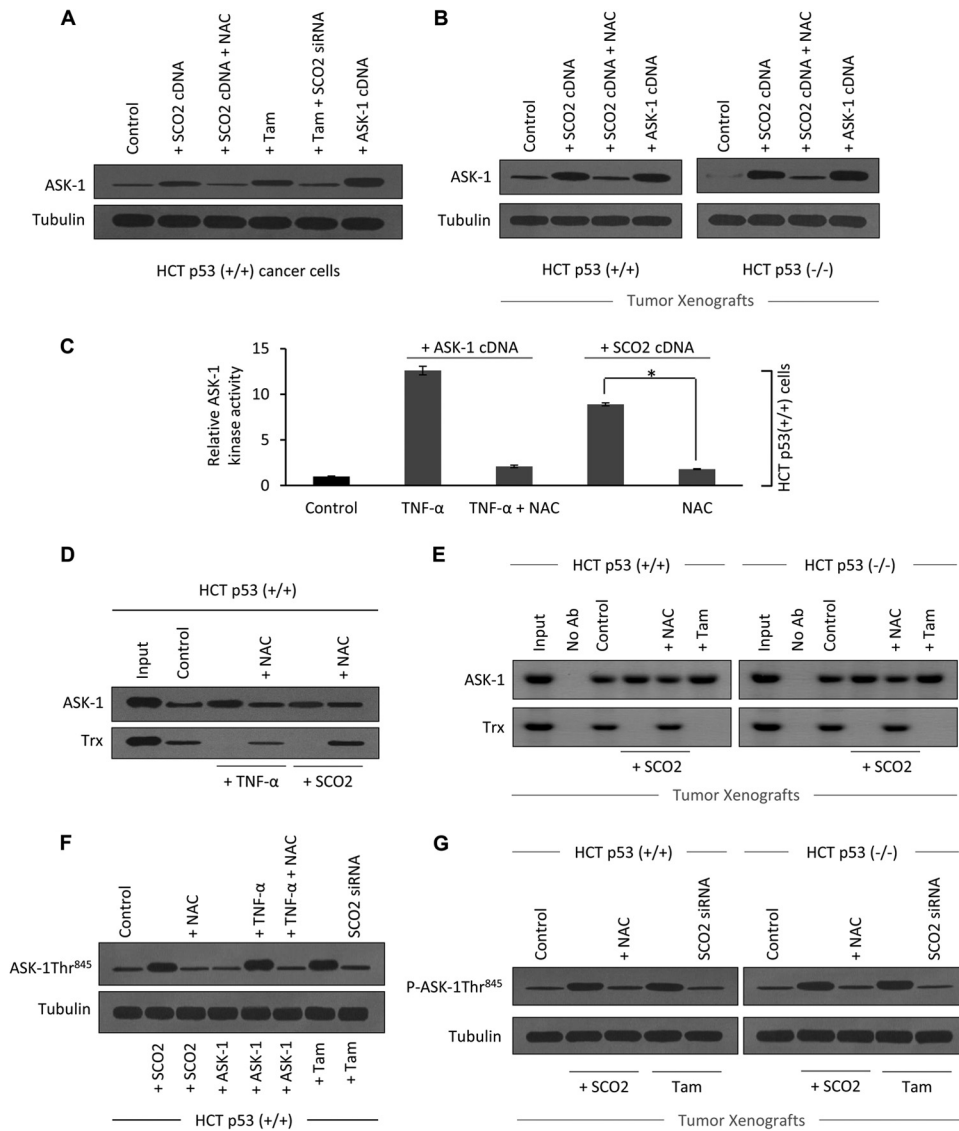 A
Control
+ SCO2 cDNA
+ SCO2 cDNA + NAC
+ Tam
+ Tam + SCO2 siRNA
+ ASK-1 cDNA
ASK-1
Tubulin
HCT p53 (+/+) cancer cells
B
Control
+ SCO2 cDNA
+ SCO2 cDNA + NAC
+ ASK-1 cDNA
Control
+ SCO2 cDNA
+ SCO2 cDNA + NAC
+ ASK-1 cDNA
ASK-1
Tubulin
HCT p53 (+/+)
HCT p53 (-/-)
Tumor Xenografts
C
Relative ASK-1
kinase activity
15
10
5
0
+ ASK-1 cDNA
+ SCO2 cDNA
*
Control
TNF-α
TNF-α + NAC
NAC
HCT p53(+/+) cells
D
HCT p53 (+/+)
Input
Control
+ NAC
+ NAC
ASK-1
Trx
+ TNF-α
+ SCO2
E
HCT p53 (+/+)
HCT p53 (-/-)
Input
No Ab
Control
+ NAC
+ Tam
Input
No Ab
Control
+ NAC
+ Tam
ASK-1
Trx
+ SCO2
+ SCO2
Tumor Xenografts
F
Control
+ NAC
+ TNF-α
+ TNF-α + NAC
SCO2 siRNA
ASK-1Thr⁸⁴⁵
Tubulin
+ SCO2
+ SCO2
+ ASK-1
+ ASK-1
+ ASK-1
+ Tam
+ Tam
HCT p53 (+/+)
G
HCT p53 (+/+)
HCT p53 (-/-)
Control
+ NAC
SCO2 siRNA
Control
+ NAC
SCO2 siRNA
P-ASK-1Thr⁸⁴⁵
Tubulin
+ SCO2
Tam
+ SCO2
Tam
Tumor Xenografts